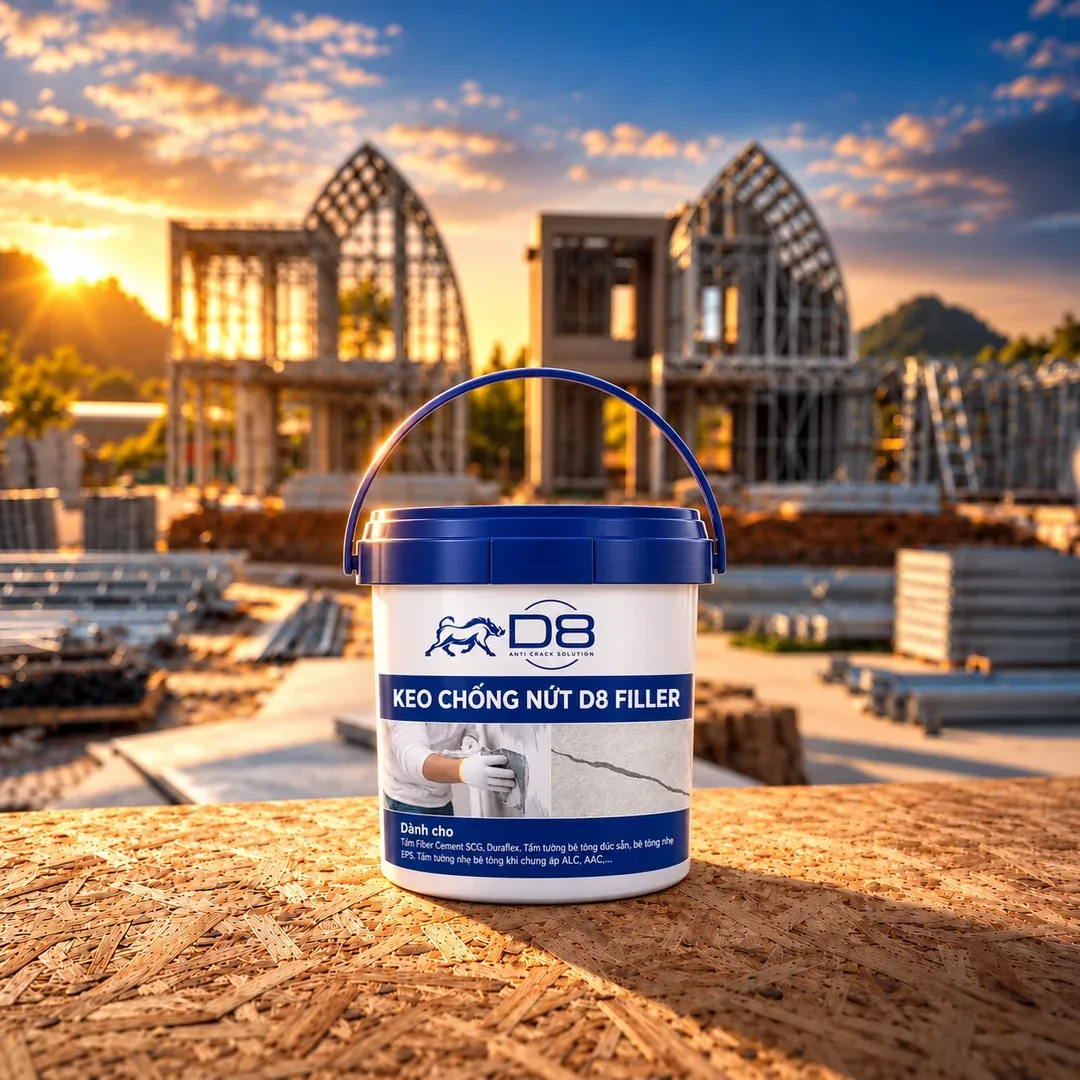 D8
ANTI CRACK SOLUTION
KEO CHỐNG NỨT D8 FILLER
Dành cho
Tấm Fiber Cement SCG, Duraflex, Tấm tường bê tông đúc sẵn, bê tông nhẹ
EPS. Tấm tường nhẹ bê tông khí chưng áp ALC, AAC,...